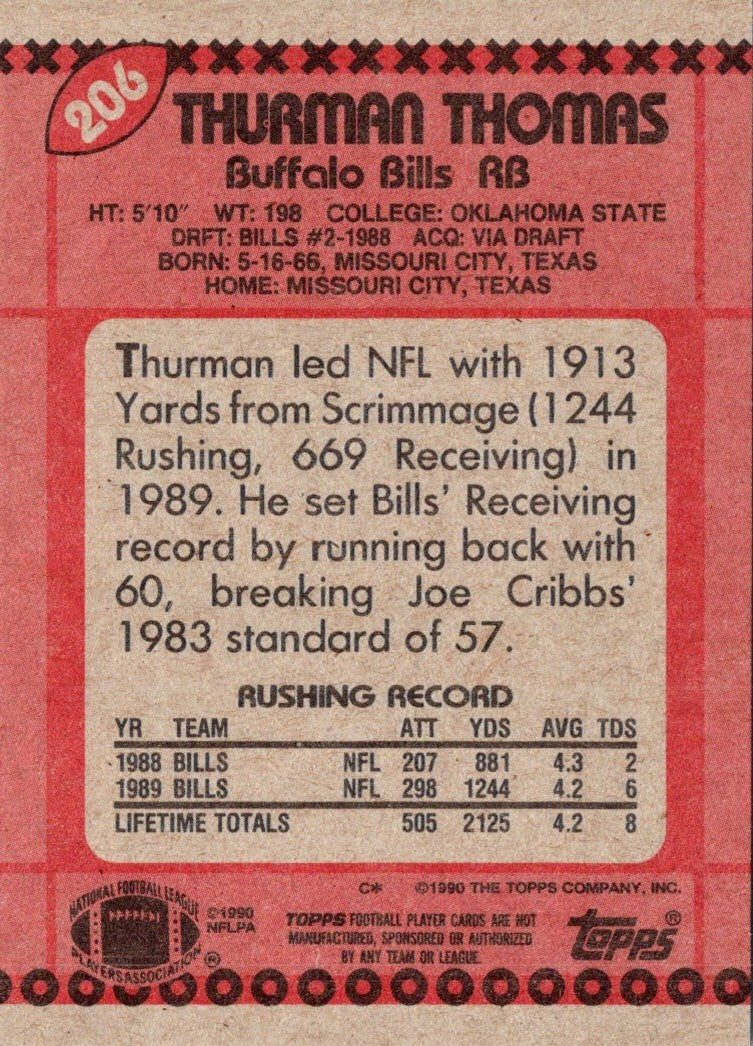 206
THURMAN THOMAS
Buffalo Bills RB
HT: 5'10" WT: 198 COLLEGE: OKLAHOMA STATE
DRFT: BILLS #2-1988 ACQ: VIA DRAFT
BORN: 5-16-66, MISSOURI CITY, TEXAS
HOME: MISSOURI CITY, TEXAS
Thurman led NFL with 1913
Yards from Scrimmage (1244
Rushing, 669 Receiving) in
1989. He set Bills' Receiving
record by running back with
60, breaking Joe Cribbs'
1983 standard of 57.
RUSHING RECORD
YR TEAM ATT YDS AVG TDS
1988 BILLS NFL 207 881 4.3 2
1989 BILLS NFL 298 1244 4.2 6
LIFETIME TOTALS 505 2125 4.2 8
C* ©1990 THE TOPPS COMPANY, INC.
NATIONAL FOOTBALL LEAGUE
PLAYERS ASSOCIATION ®
©1990
NFLPA
TOPPS FOOTBALL PLAYER CARDS ARE NOT
MANUFACTURED, SPONSORED OR AUTHORIZED
BY ANY TEAM OR LEAGUE.
topps ®